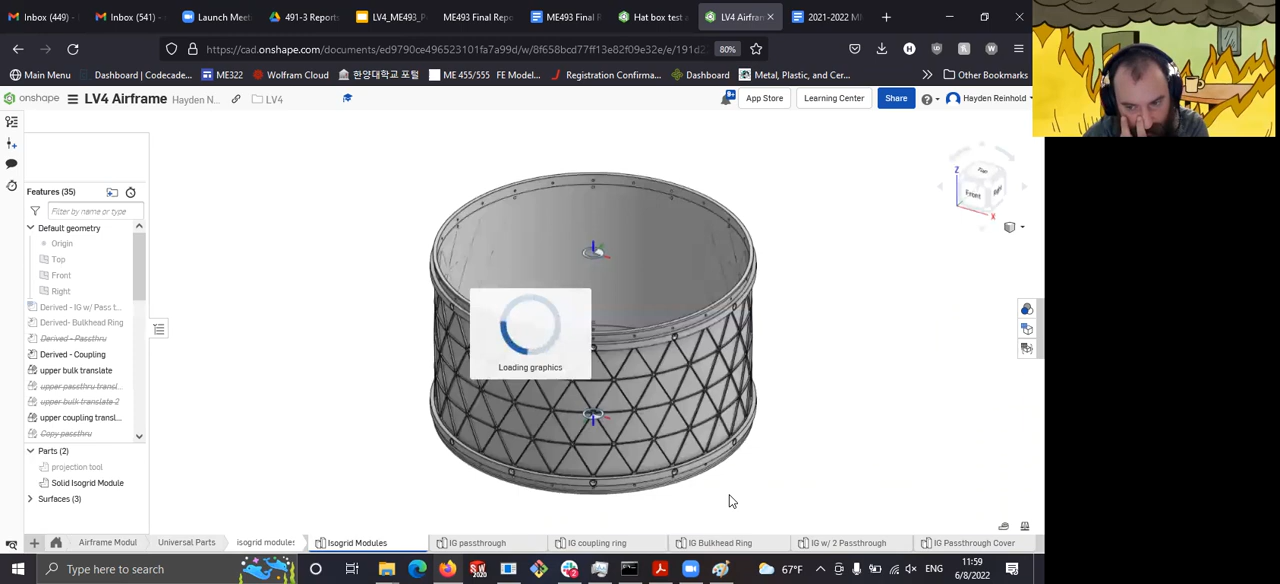 Inbox (449)
Inbox (541)
Launch Meet
491-3 Reports
LV4_ME493_P
ME493 Final Repo
ME493 Final R
Hat box test a
LV4 Airfram
2021-2022 M
https://cad.onshape.com/documents/ed9790ce496523101fa7a99d/w/8f658bcd77ff13e82f09e32e/e/191d2
80%
Main Menu
Dashboard | Codecade...
ME322
Wolfram Cloud
한양대학교 포털
ME 455/555
FE Model...
Registration Confirma...
Dashboard
Metal, Plastic, and Cer...
Other Bookmarks
onshape
LV4 Airframe
Hayden N...
LV4
App Store
Learning Center
Share
Hayden Reinhold
Features (35)
Filter by name or type
Default geometry
Origin
Top
Front
Right
Derived - IG w/ Pass t...
Derived- Bulkhead Ring
Derived - Passthru
Derived - Coupling
upper bulk translate
upper passthru transl...
upper bulk translate 2
upper coupling transl...
Copy passthru
Parts (2)
projection tool
Solid Isogrid Module
Surfaces (3)
Loading graphics
Z
Front
Right
X
Airframe Modul
Universal Parts
isogrid modules
Isogrid Modules
IG passthrough
IG coupling ring
IG Bulkhead Ring
IG w/ 2 Passthrough
IG Passthrough Cover
Type here to search
67°F
ENG
11:59
6/8/2022